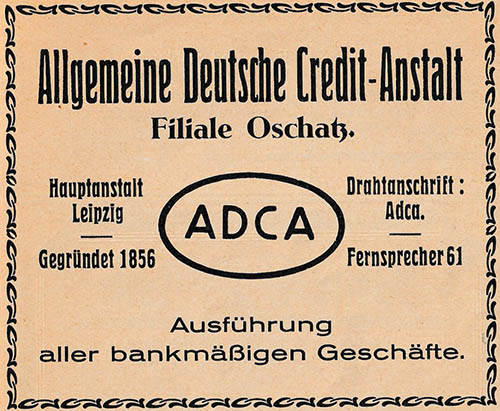 Allgemeine Deutsche Credit-Anstalt
Filiale Oschatz.
Hauptanstalt
Leipzig
Gegründet 1856
ADCA
Drahtanschrift:
Adca.
Fernsprecher 61
Ausführung
aller bankmäßigen Geschäfte.